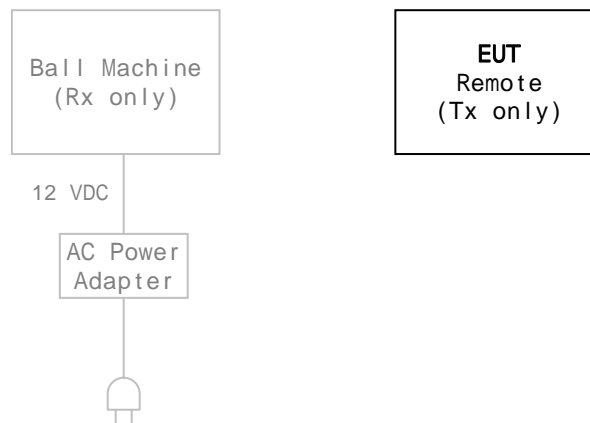 Ball Machine
(Rx only)
EUT
Remote
(Tx only)
12 VDC
AC Power
Adapter